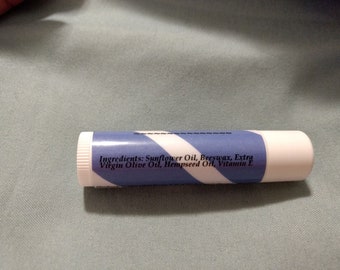 Ingredients: Sunflower Oil, Beeswax, Extra
Virgin Olive Oil, Hempseed Oil, Vitamin E